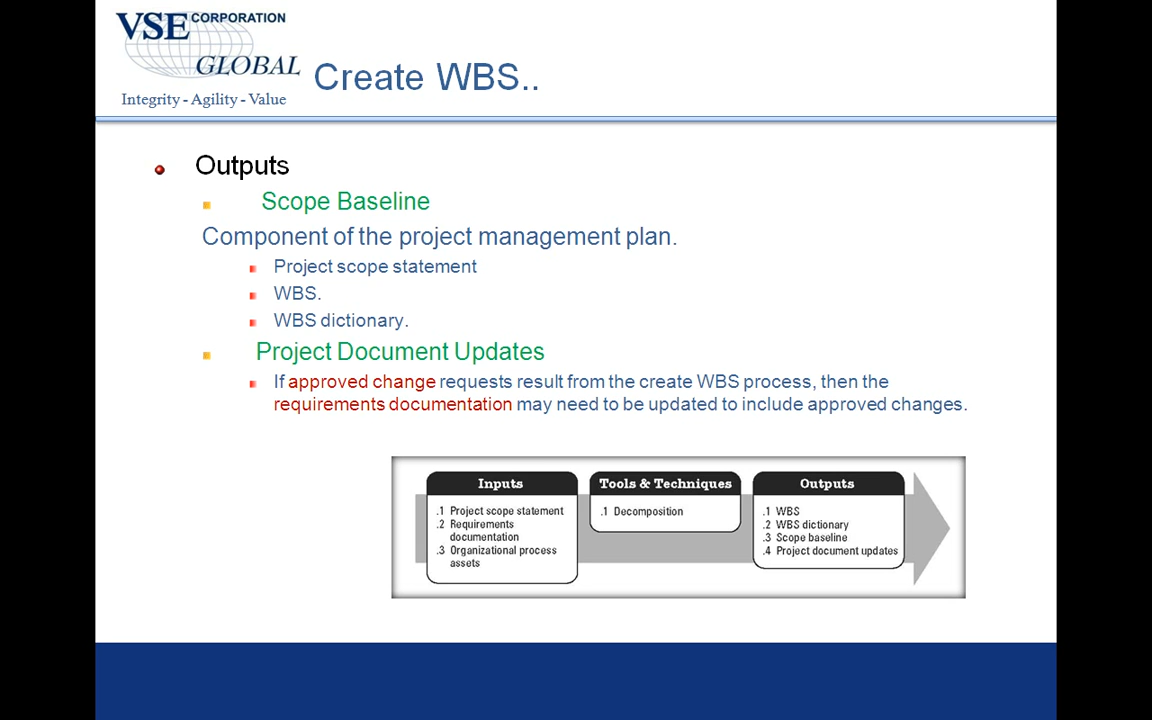 VSE CORPORATION
GLOBAL
Integrity - Agility - Value
Create WBS..
Outputs
Scope Baseline
Component of the project management plan.
Project scope statement
WBS.
WBS dictionary.
Project Document Updates
If approved change requests result from the create WBS process, then the
requirements documentation may need to be updated to include approved changes.
Inputs
.1 Project scope statement
.2 Requirements
documentation
.3 Organizational process
assets
Tools & Techniques
.1 Decomposition
Outputs
.1 WBS
.2 WBS dictionary
.3 Scope baseline
.4 Project document updates